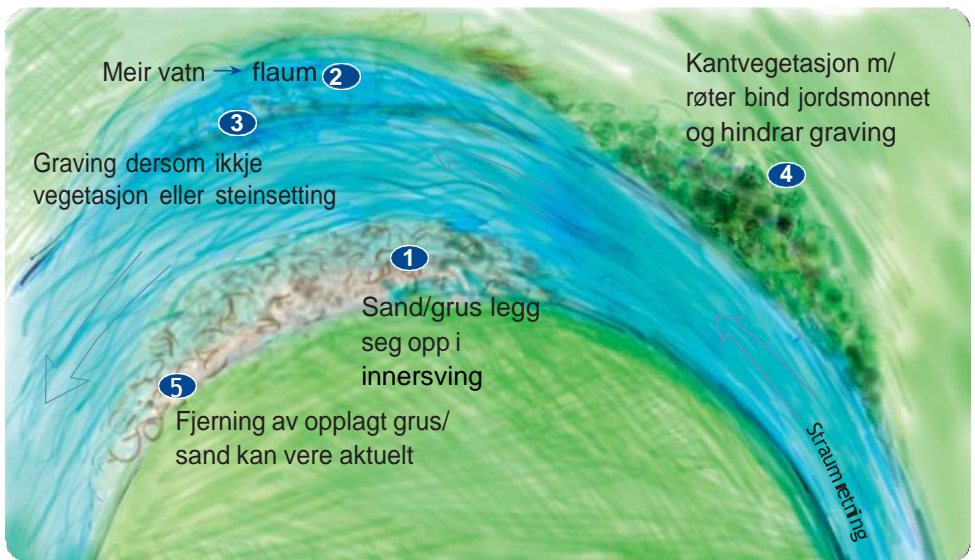 Meir vatn → flaum 2
3
Graving dersom ikkje
vegetasjon eller steinsetting
Kantvegetasjon m/
røter bind jordsmonnet
og hindrar graving
4
1
Sand/grus legg
seg opp i
innersving
5
Fjerning av opplagt grus/
sand kan vere aktuelt
Straumretning